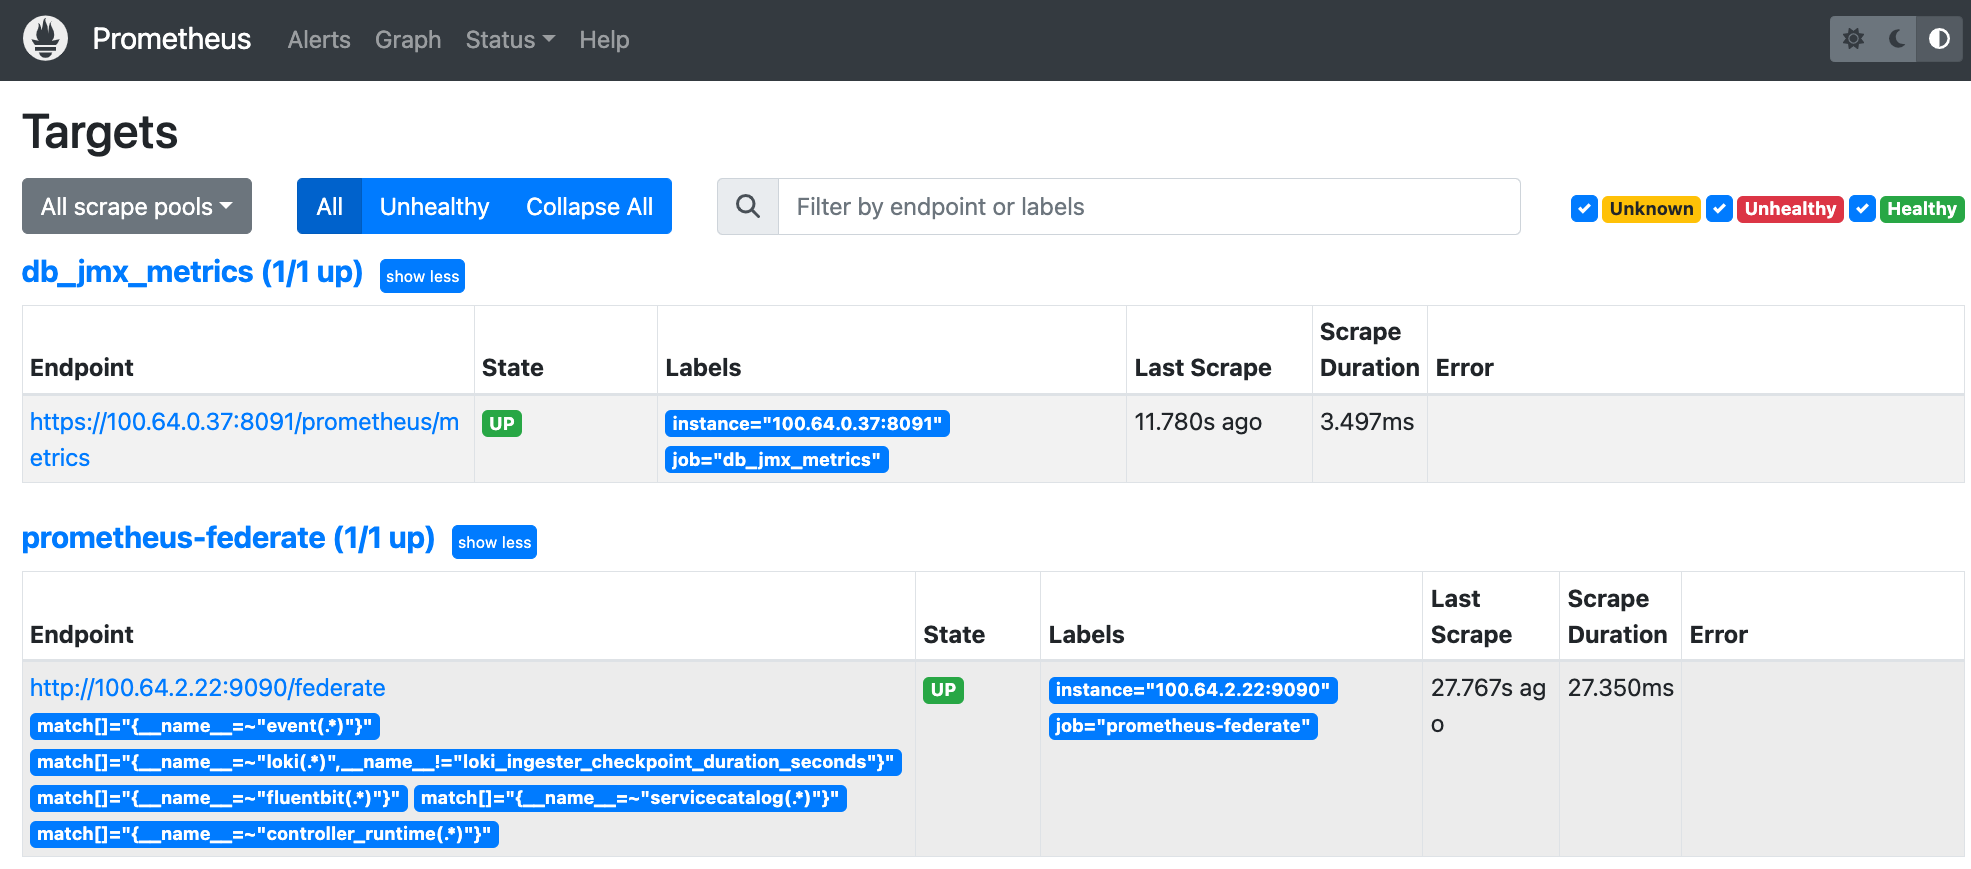 Prometheus Alerts Graph Status Help
Targets
All scrape pools All Unhealthy Collapse All Filter by endpoint or labels Unknown Unhealthy Healthy
db_jmx_metrics (1/1 up) show less
Endpoint State Labels Last Scrape Scrape Duration Error
https://100.64.0.37:8091/prometheus/m
etrics
UP
instance="100.64.0.37:8091"
job="db_jmx_metrics"
11.780s ago
3.497ms
prometheus-federate (1/1 up) show less
Endpoint State Labels Last Scrape Scrape Duration Error
http://100.64.2.22:9090/federate
match[]="{__name__=~"event(.*)"}"
match[]="{__name__=~"loki(.*)",__name__!="loki_ingester_checkpoint_duration_seconds"}"
match[]="{__name__=~"fluentbit(.*)"}" match[]="{__name__=~"servicecatalog(.*)"}"
match[]="{__name__=~"controller_runtime(.*)"}"
UP
instance="100.64.2.22:9090"
job="prometheus-federate"
27.767s ag
o
27.350ms